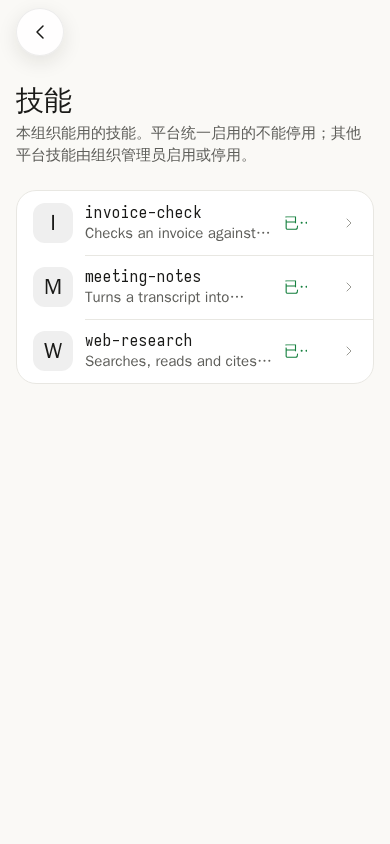 技能
本组织能用的技能。平台统一启用的不能停用；其他
平台技能由组织管理员启用或停用。
I
invoice-check
Checks an invoice against…
已…
M
meeting-notes
Turns a transcript into…
已…
W
web-research
Searches, reads and cites…
已…